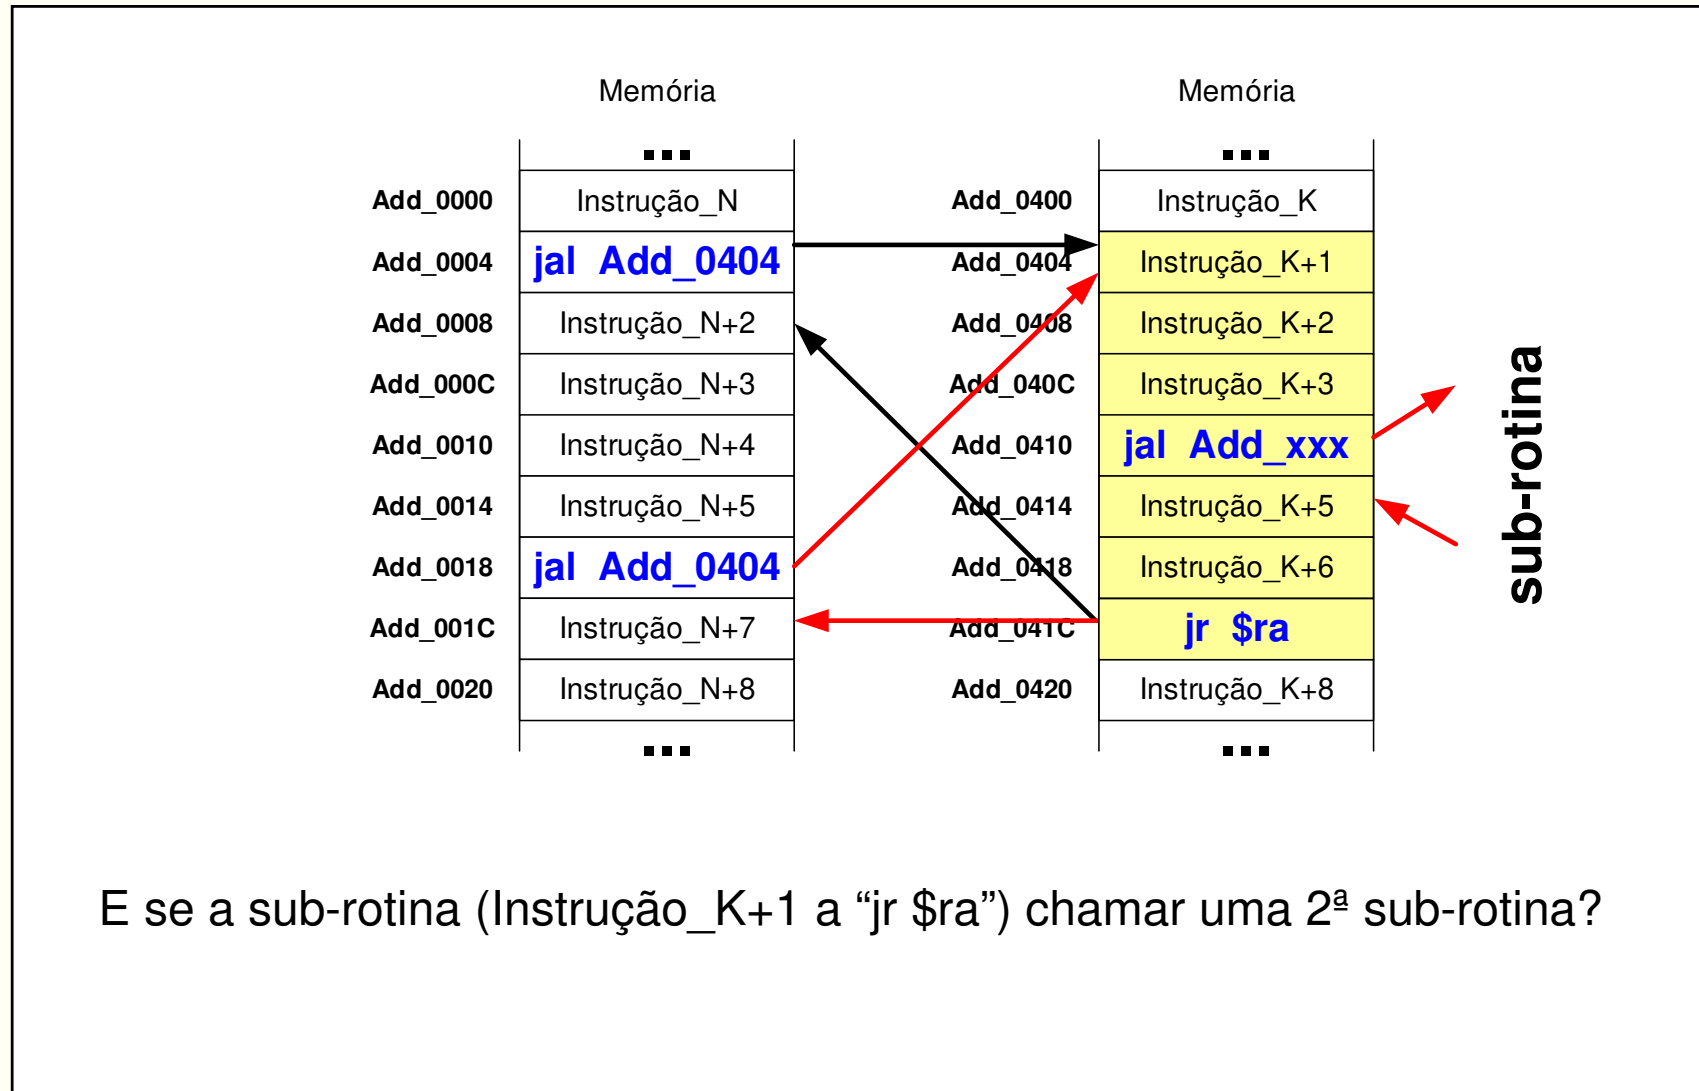 Memória
Memória
...
...
Add_0000 Instrução_N Add_0400 Instrução_K
Add_0004 jal Add_0404 Add_0404 Instrução_K+1
Add_0008 Instrução_N+2 Add_0408 Instrução_K+2
Add_000C Instrução_N+3 Add_040C Instrução_K+3
Add_0010 Instrução_N+4 Add_0410 jal Add_xxx
Add_0014 Instrução_N+5 Add_0414 Instrução_K+5
Add_0018 jal Add_0404 Add_0418 Instrução_K+6
Add_001C Instrução_N+7 Add_041C jr $ra
Add_0020 Instrução_N+8 Add_0420 Instrução_K+8
...
...
sub-rotina
E se a sub-rotina (Instrução_K+1 a “jr $ra”) chamar uma 2ª sub-rotina?